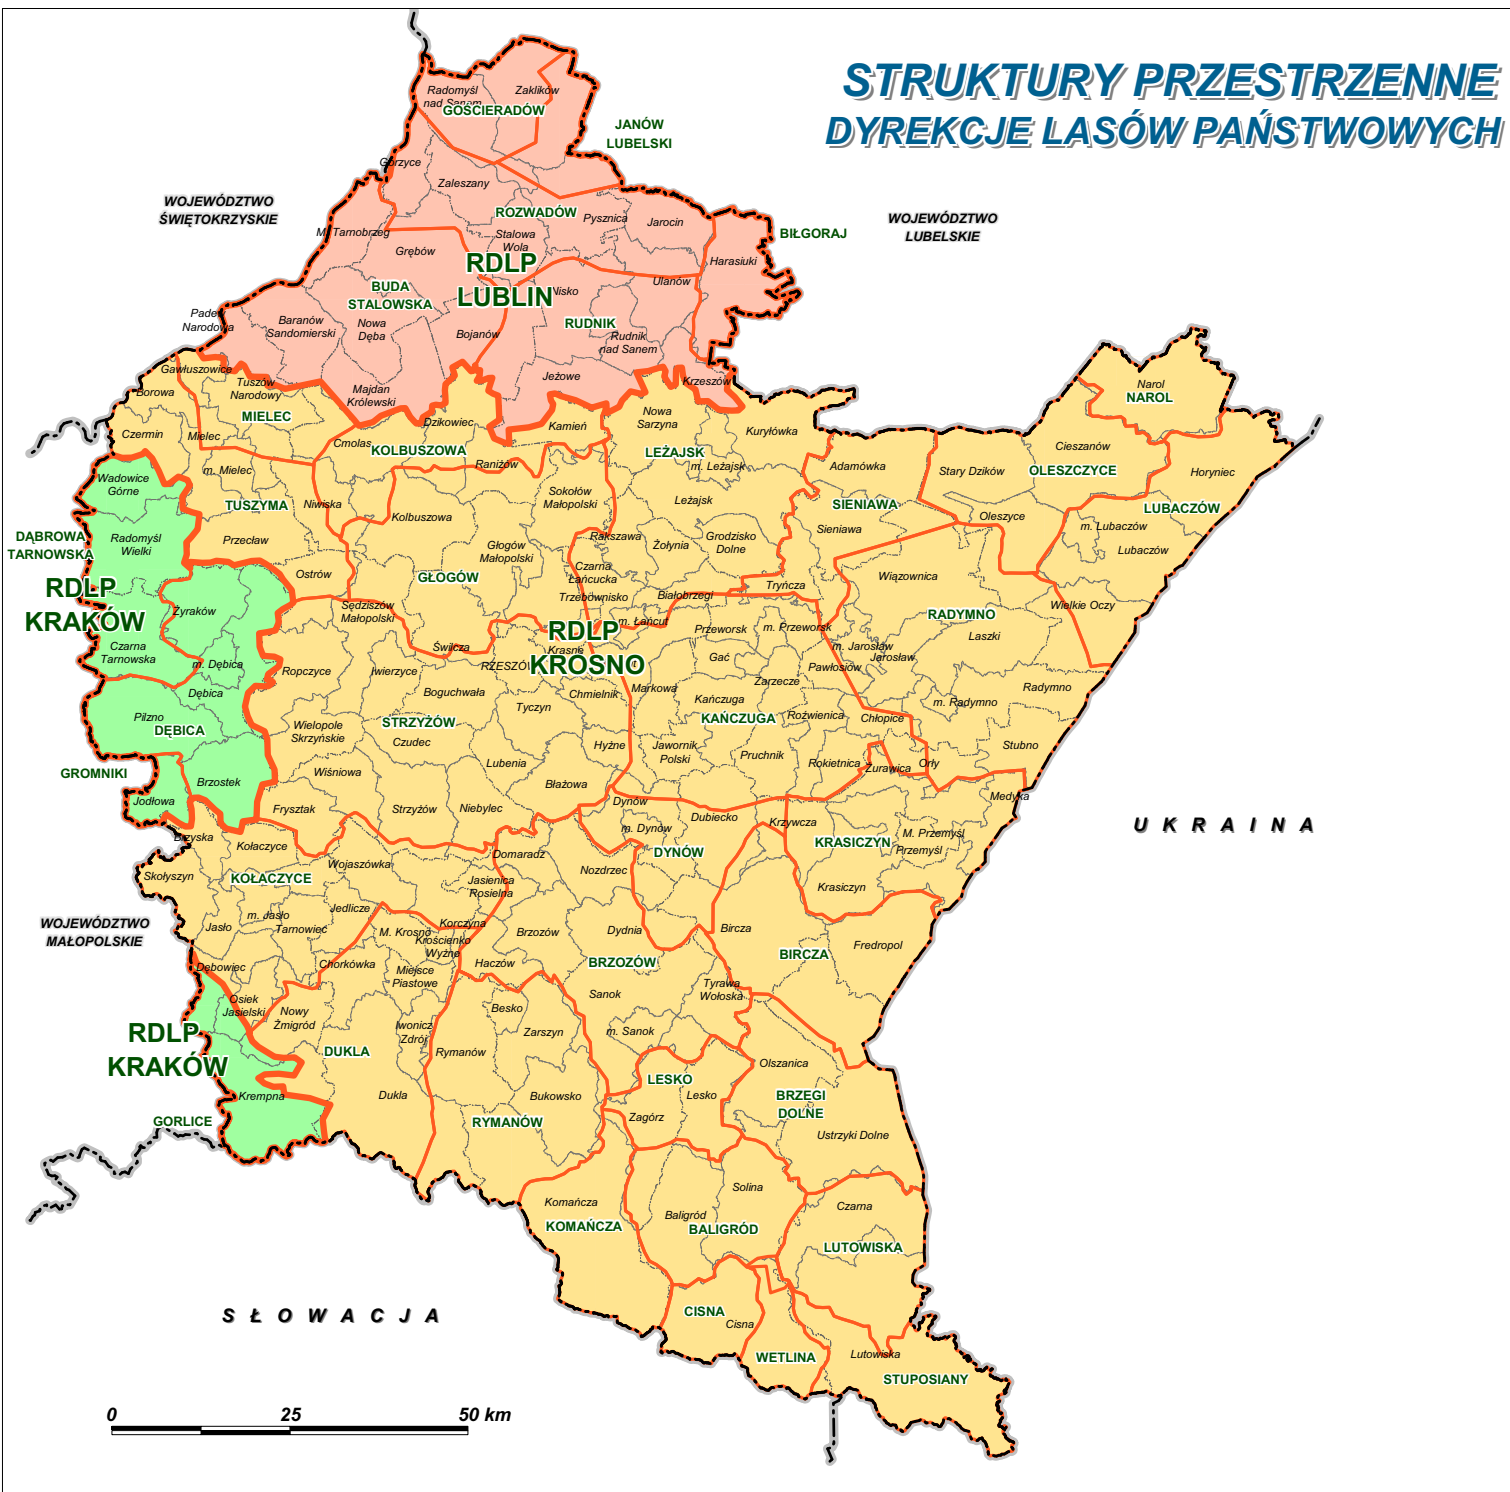 STRUKTURY PRZESTRZENNE
DYREKCJE LASÓW PAŃSTWOWYCH
Radomyśl
nad Sanem
Zaklików
GOŚCIERADÓW
JANÓW
LUBELSKI
Gorzyce
Zaleszany
WOJEWÓDZTWO
ŚWIĘTOKRZYSKIE
ROZWADÓW
Pysznica
Jarocin
WOJEWÓDZTWO
LUBELSKIE
BIŁGORAJ
M. Tarnobrzeg
Stalowa
Wola
Grębów
Harasiuki
RDLP
LUBLIN
BUDA
STALOWSKA
Ulanów
Nisko
Padew
Narodowa
Baranów
Sandomierski
Nowa
Dęba
Bojanów
RUDNIK
Rudnik
nad Sanem
Gawłuszowice
Tuszów
Narodowy
Jeżowe
Krzeszów
Borowa
Majdan
Królewski
Narol
NAROL
MIELEC
Dzikowiec
Kamień
Nowa
Sarzyna
Kuryłówka
Czermin
Mielec
Cmolas
KOLBUSZOWA
LEŻAJSK
Cieszanów
m. Mielec
Raniżów
m. Leżajsk
Adamówka
Stary Dzików
OLESZCZYCE
Horyniec
Wadowice
Górne
TUSZYMA
Niwiska
Sokołów
Małopolski
Leżajsk
SIENIAWA
LUBACZÓW
Kolbuszowa
Oleszyce
m. Lubaczów
DĄBROWA
TARNOWSKA
Radomyśl
Wielki
Przecław
Głogów
Małopolski
Rakszawa
Żołynia
Grodzisko
Dolne
Sieniawa
Lubaczów
RDLP
KRAKÓW
Ostrów
GŁOGÓW
Czarna
Łańcucka
Wiązownica
Tryńcza
Żyraków
Sędziszów
Małopolski
Trzebownisko
Białobrzegi
Wielkie Oczy
RADYMNO
RDLP
KROSNO
m. Łańcut
Przeworsk
m. Przeworsk
Laszki
Czarna
Tarnowska
m. Dębica
Świlcza
Krasne
m. Jarosław
Jarosław
Ropczyce
Iwierzyce
Gać
Pawłosiów
Dębica
Boguchwała
Chmielnik
Markowa
Zarzecze
Radymno
Pilzno
DĘBICA
Tyczyn
Kańczuga
m. Radymno
Wielopole
Skrzyńskie
STRZYŻÓW
KAŃCZUGA
Roźwienica
Chłopice
Czudec
Hyżne
Jawornik
Polski
Pruchnik
Stubno
GROMNIKI
Wiśniowa
Lubenia
Rokietnica
Żurawica
Orły
Brzostek
Błażowa
Jodłowa
Frysztak
Strzyżów
Niebylec
Dynów
Medyka
Dubiecko
Krzywcza
m. Dynów
M. Przemyśl
Przemyśl
UKRAINA
Brzyska
Kołaczyce
DYNÓW
KRASICZYN
Domaradz
Wojaszówka
Skołyszyn
KOŁACZYCE
Jasienica
Rosielna
Nozdrzec
Krasiczyn
Jedlicze
m. Jasło
WOJEWÓDZTWO
MAŁOPOLSKIE
Jasło
Tarnowiec
M. Krosno
Korczyna
Krościenko
Wyżne
Brzozów
Dydnia
Bircza
Fredropol
BIRCZA
Dębowiec
Chorkówka
Miejsce
Piastowe
Haczów
BRZOZÓW
Tyrawa
Wołoska
Osiek
Jasielski
Nowy
Żmigród
Besko
Sanok
Iwonicz
Zdrój
Zarszyn
m. Sanok
RDLP
KRAKÓW
DUKLA
Rymanów
Olszanica
LESKO
Krempna
Dukla
Bukowsko
Lesko
BRZEGI
DOLNE
GORLICE
RYMANÓW
Zagórz
Ustrzyki Dolne
Solina
Komańcza
Czarna
KOMAŃCZA
Baligród
BALIGRÓD
LUTOWISKA
SŁOWACJA
CISNA
Cisna
WETLINA
Lutowiska
STUPOSIANY
0 25 50 km